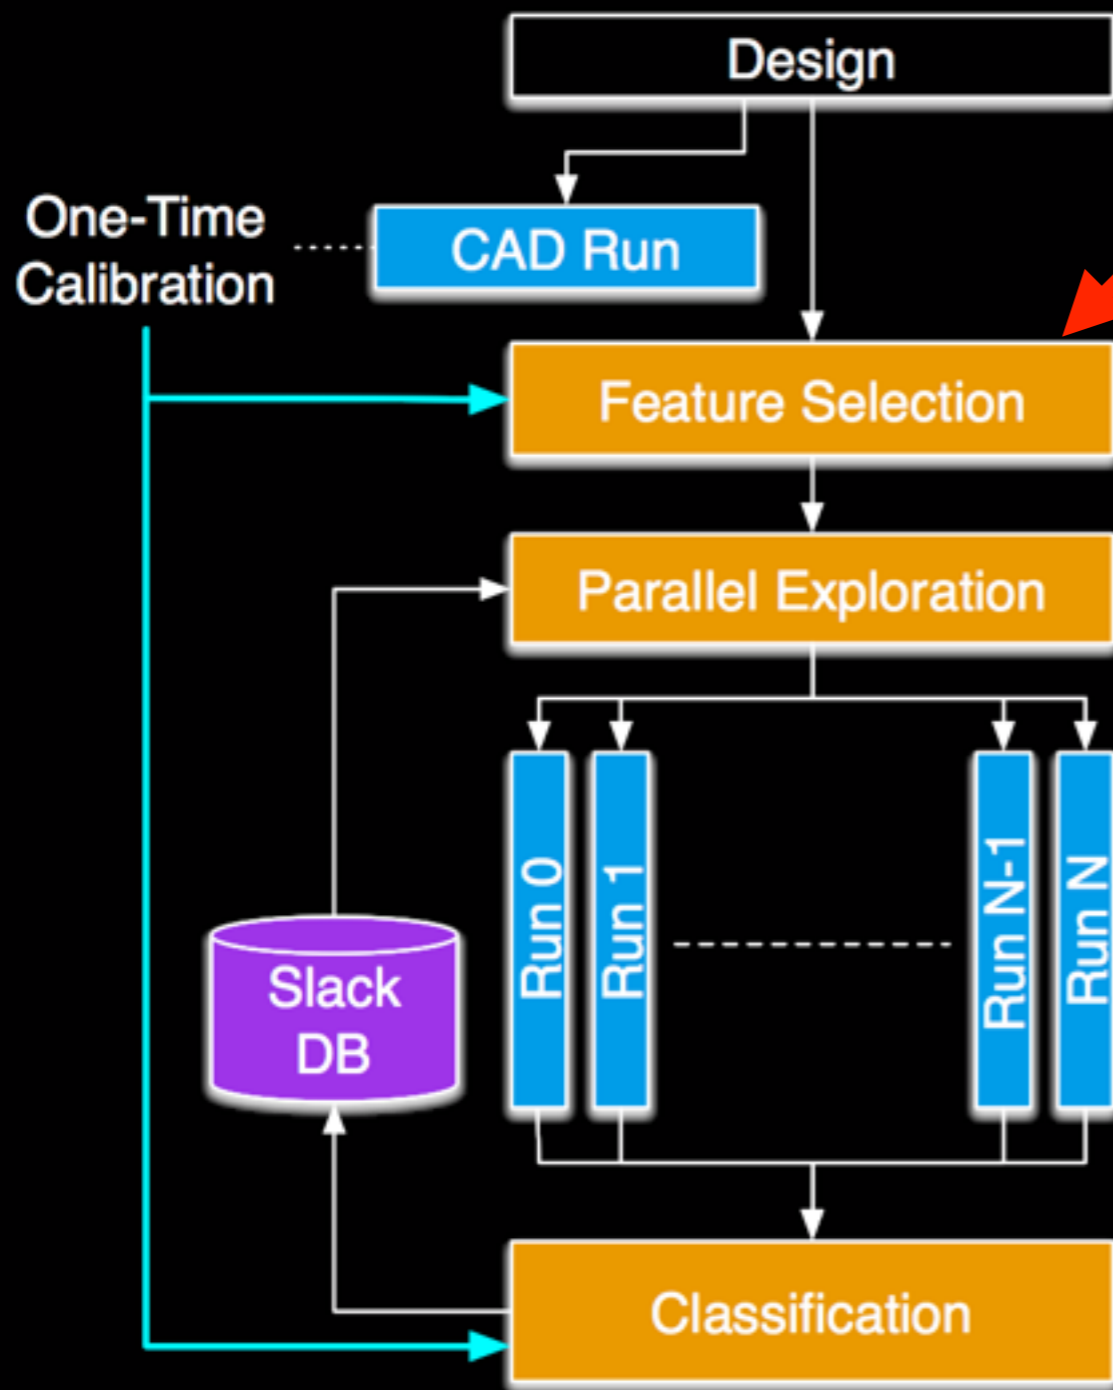 Design
One-Time
Calibration
CAD Run
Feature Selection
Parallel Exploration
Run 0
Run 1
Run N-1
Run N
Slack
DB
Classification